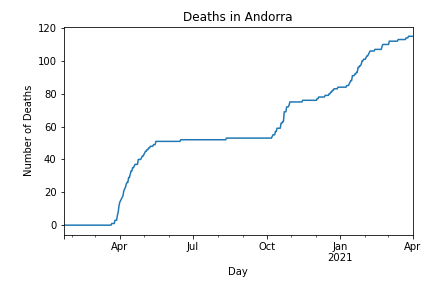 Deaths in Andorra
120
100
80
60
40
20
0
Number of Deaths
Apr
Jul
Oct
Jan
2021
Apr
Day